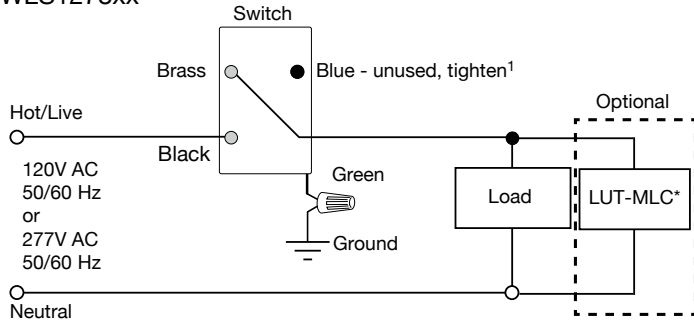 Switch
Brass
Blue - unused, tighten¹
Hot/Live
Black
Optional
120V AC
50/60 Hz
or
277V AC
50/60 Hz
Green
Load
LUT-MLC*
Ground
Neutral